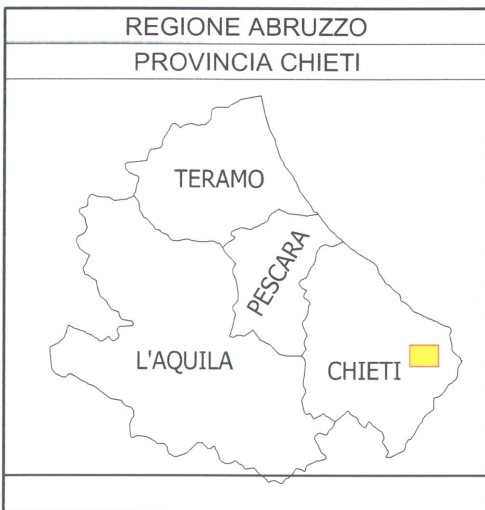 REGIONE ABRUZZO
PROVINCIA CHIETI
TERAMO
PESCARA
L'AQUILA
CHIETI